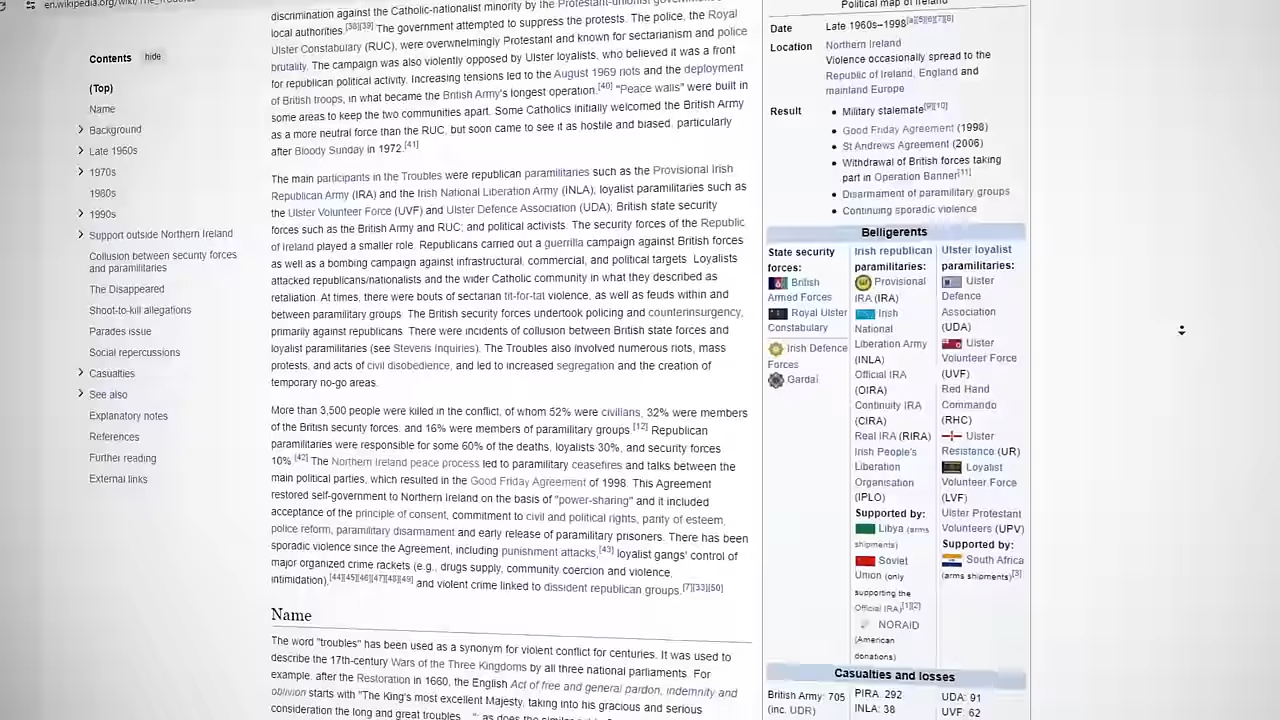 en.wikipedia.org/wiki/The_Troubles
Contents hide
(Top)
Name
Background
Late 1960s
1970s
1980s
1990s
Support outside Northern Ireland
Collusion between security forces
and paramilitaries
The Disappeared
Shoot-to-kill allegations
Parades issue
Social repercussions
Casualties
See also
Explanatory notes
References
Further reading
External links
discrimination against the Catholic-nationalist minority by the Protestant-unionist government
local authorities.[38][39] The government attempted to suppress the protests. The police, the Royal
Ulster Constabulary (RUC), were overwhelmingly Protestant and known for sectarianism and police
brutality. The campaign was also violently opposed by Ulster loyalists, who believed it was a front
for republican political activity. Increasing tensions led to the August 1969 riots and the deployment
of British troops, in what became the British Army's longest operation.[40] "Peace walls" were built in
some areas to keep the two communities apart. Some Catholics initially welcomed the British Army
as a more neutral force than the RUC, but soon came to see it as hostile and biased, particularly
after Bloody Sunday in 1972.[41]
The main participants in the Troubles were republican paramilitaries such as the Provisional Irish
Republican Army (IRA) and the Irish National Liberation Army (INLA); loyalist paramilitaries such as
the Ulster Volunteer Force (UVF) and Ulster Defence Association (UDA); British state security
forces such as the British Army and RUC; and political activists. The security forces of the Republic
of Ireland played a smaller role. Republicans carried out a guerrilla campaign against British forces
as well as a bombing campaign against infrastructural, commercial, and political targets. Loyalists
attacked republicans/nationalists and the wider Catholic community in what they described as
retaliation. At times, there were bouts of sectarian tit-for-tat violence, as well as feuds within and
between paramilitary groups. The British security forces undertook policing and counterinsurgency,
primarily against republicans. There were incidents of collusion between British state forces and
loyalist paramilitaries (see Stevens Inquiries). The Troubles also involved numerous riots, mass
protests, and acts of civil disobedience, and led to increased segregation and the creation of
temporary no-go areas.
More than 3,500 people were killed in the conflict, of whom 52% were civilians, 32% were members
of the British security forces, and 16% were members of paramilitary groups.[12] Republican
paramilitaries were responsible for some 60% of the deaths, loyalists 30%, and security forces
10%.[42] The Northern Ireland peace process led to paramilitary ceasefires and talks between the
main political parties, which resulted in the Good Friday Agreement of 1998. This Agreement
restored self-government to Northern Ireland on the basis of "power-sharing" and it included
acceptance of the principle of consent, commitment to civil and political rights, parity of esteem,
police reform, paramilitary disarmament and early release of paramilitary prisoners. There has been
sporadic violence since the Agreement, including punishment attacks,[43] loyalist gangs' control of
major organized crime rackets (e.g., drugs supply, community coercion and violence,
intimidation),[44][45][46][47][48][49] and violent crime linked to dissident republican groups.[7][33][50]
Name
The word "troubles" has been used as a synonym for violent conflict for centuries. It was used to
describe the 17th-century Wars of the Three Kingdoms by all three national parliaments. For
example, after the Restoration in 1660, the English Act of free and general pardon, indemnity and
oblivion starts with "The King's most excellent Majesty, taking into his gracious and serious
consideration the long and great troubles
Political map of Ireland
Date Late 1960s–1998[a][5][6][7][8]
Location Northern Ireland
Violence occasionally spread to the
Republic of Ireland, England and
mainland Europe
Result • Military stalemate[9][10]
• Good Friday Agreement (1998)
• St Andrews Agreement (2006)
• Withdrawal of British forces taking
part in Operation Banner[11]
• Disarmament of paramilitary groups
• Continuing sporadic violence
Belligerents
State security
forces:
British
Armed Forces
Royal Ulster
Constabulary
Irish Defence
Forces
Gardaí
Irish republican
paramilitaries:
Provisional
IRA (IRA)
Irish
National
Liberation Army
(INLA)
Official IRA
(OIRA)
Continuity IRA
(CIRA)
Real IRA (RIRA)
Irish People's
Liberation
Organisation
(IPLO)
Supported by:
Libya (arms
shipments)
Soviet
Union (only
supporting the
Official IRA)[1][2]
NORAID
(American
donations)
Ulster loyalist
paramilitaries:
Ulster
Defence
Association
(UDA)
Ulster
Volunteer Force
(UVF)
Red Hand
Commando
(RHC)
Ulster
Resistance (UR)
Loyalist
Volunteer Force
(LVF)
Ulster Protestant
Volunteers (UPV)
Supported by:
South Africa
(arms shipments)[3]
Casualties and losses
British Army: 705
(inc. UDR)
PIRA: 292
INLA: 38
UDA: 91
UVF: 62